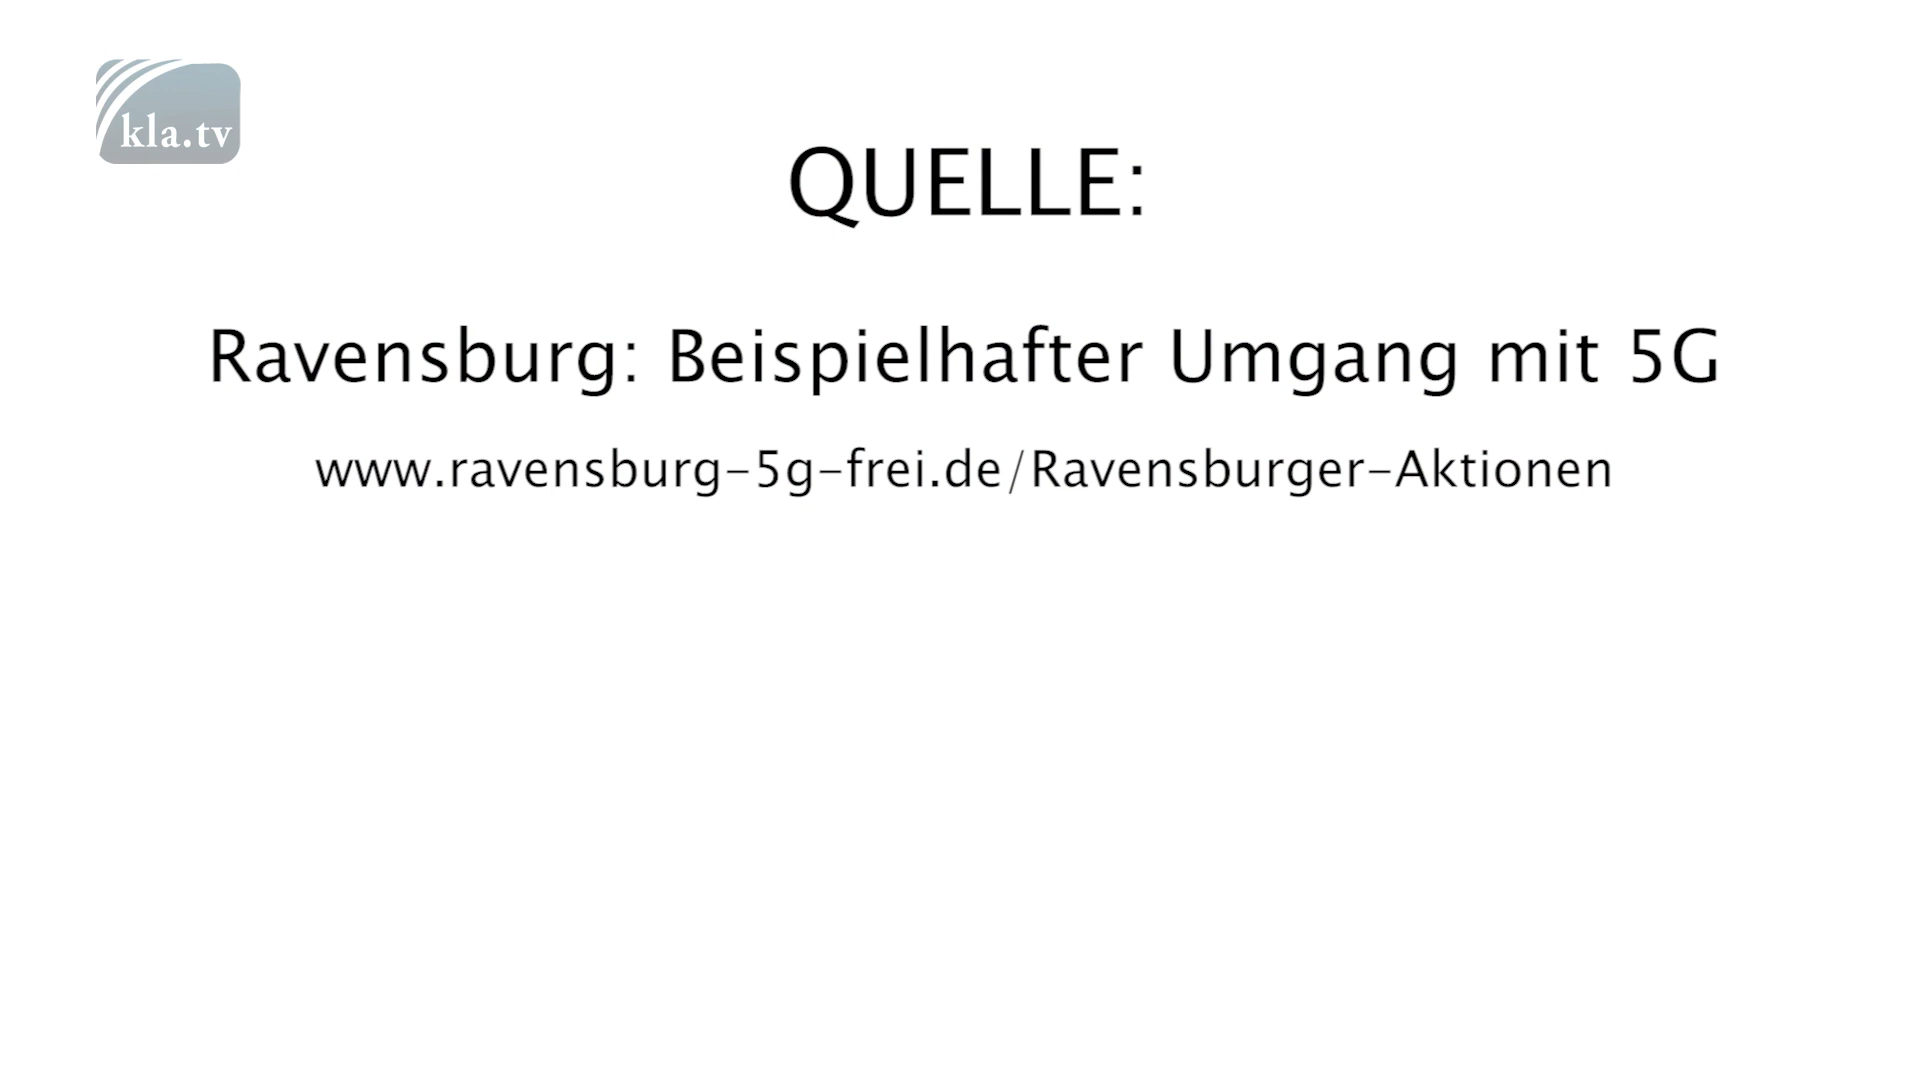 kla.tv
QUELLE:
Ravensburg: Beispielhafter Umgang mit 5G
www.ravensburg-5g-frei.de/Ravensburger-Aktionen